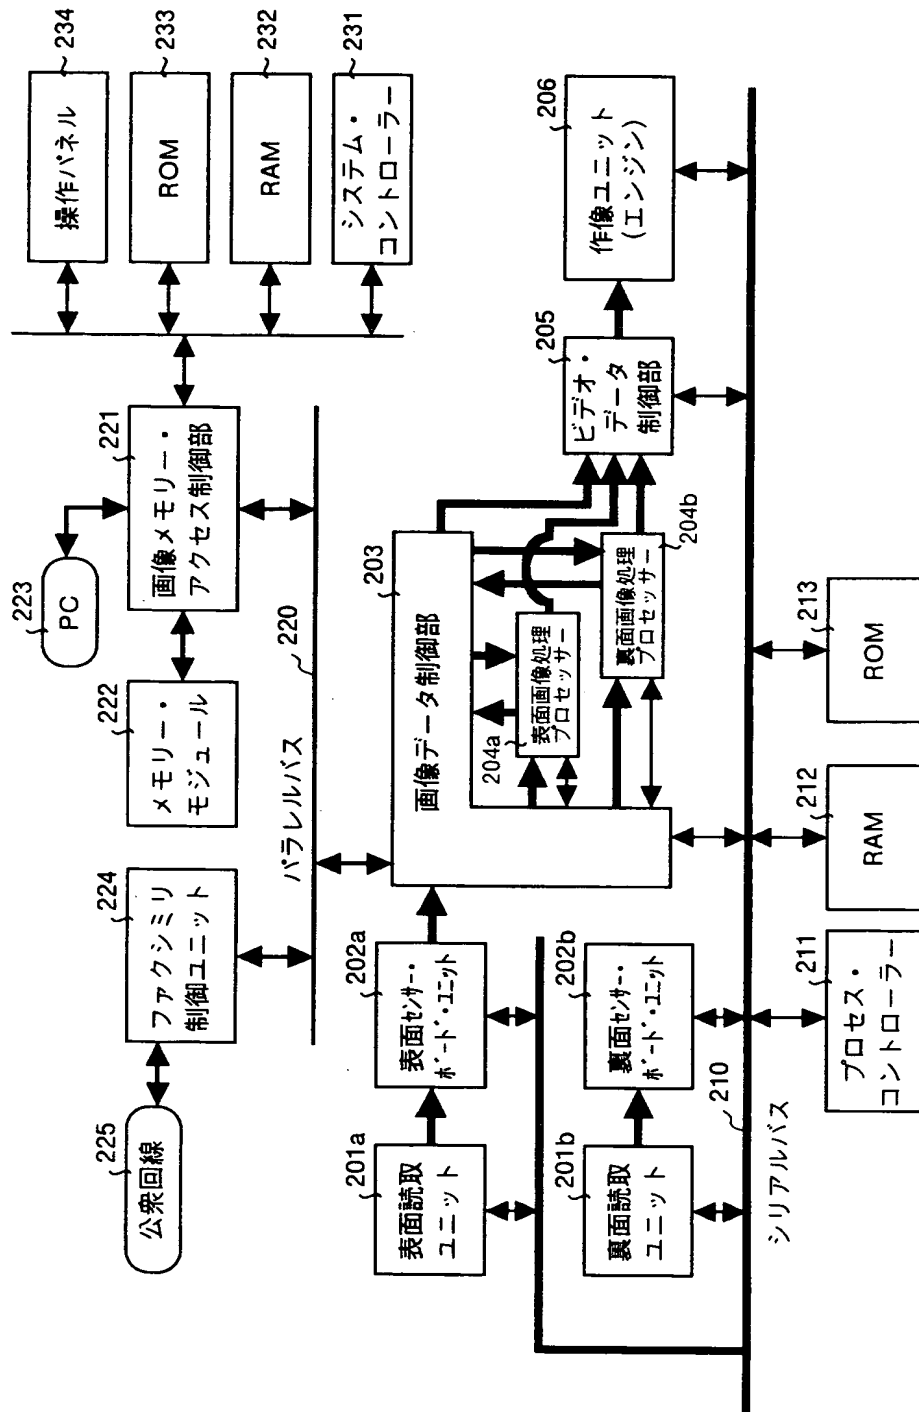 公衆回線
225
ファクシミリ
制御ユニット
224
メモリー・
モジュール
222
PC
223
画像メモリー・
アクセス制御部
221
操作パネル
234
ROM
233
RAM
232
システム・
コントローラー
231
パラレルバス
220
表面読取
ユニット
201a
表面センサー・
ボード・ユニット
202a
画像データ制御部
203
表面画像処理
プロセッサー
204a
裏面画像処理
プロセッサー
204b
ビデオ・
データ
制御部
205
作像ユニット
(エンジン)
206
裏面読取
ユニット
201b
裏面センサー・
ボード・ユニット
202b
シリアルバス
210
プロセス・
コントローラー
211
RAM
212
ROM
213